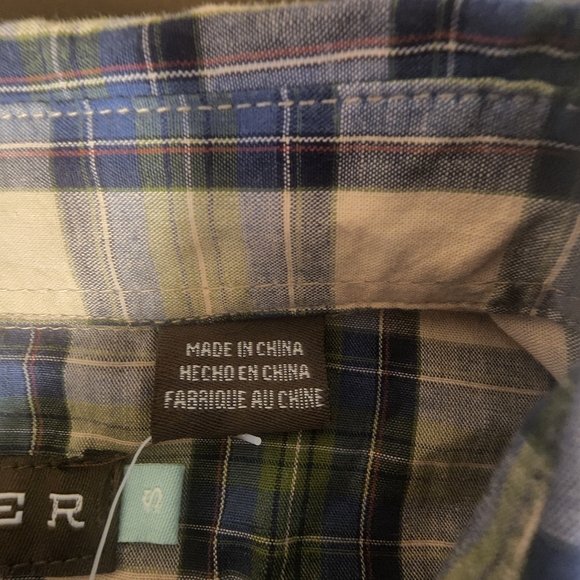 MADE IN CHINA
HECHO EN CHINA
FABRIQUE AU CHINE
ER
S